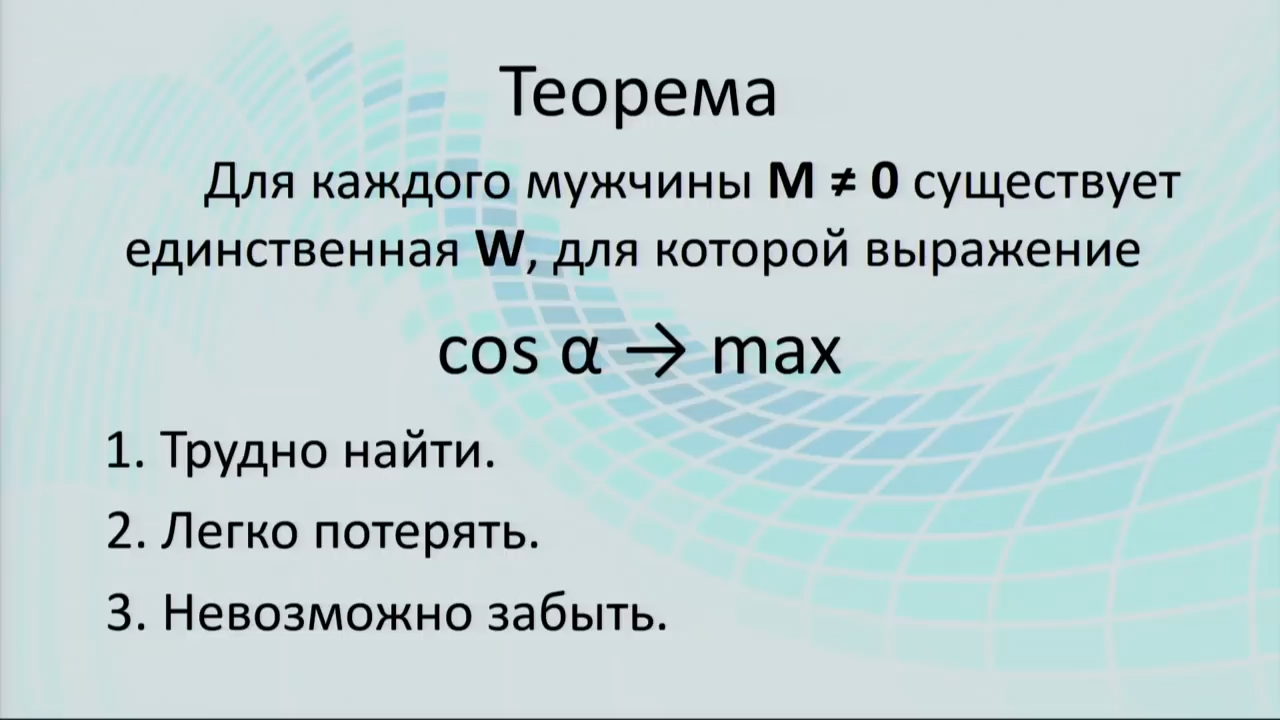 Теорема
Для каждого мужчины M ≠ 0 существует
единственная W, для которой выражение
cos α → max
1. Трудно найти.
2. Легко потерять.
3. Невозможно забыть.